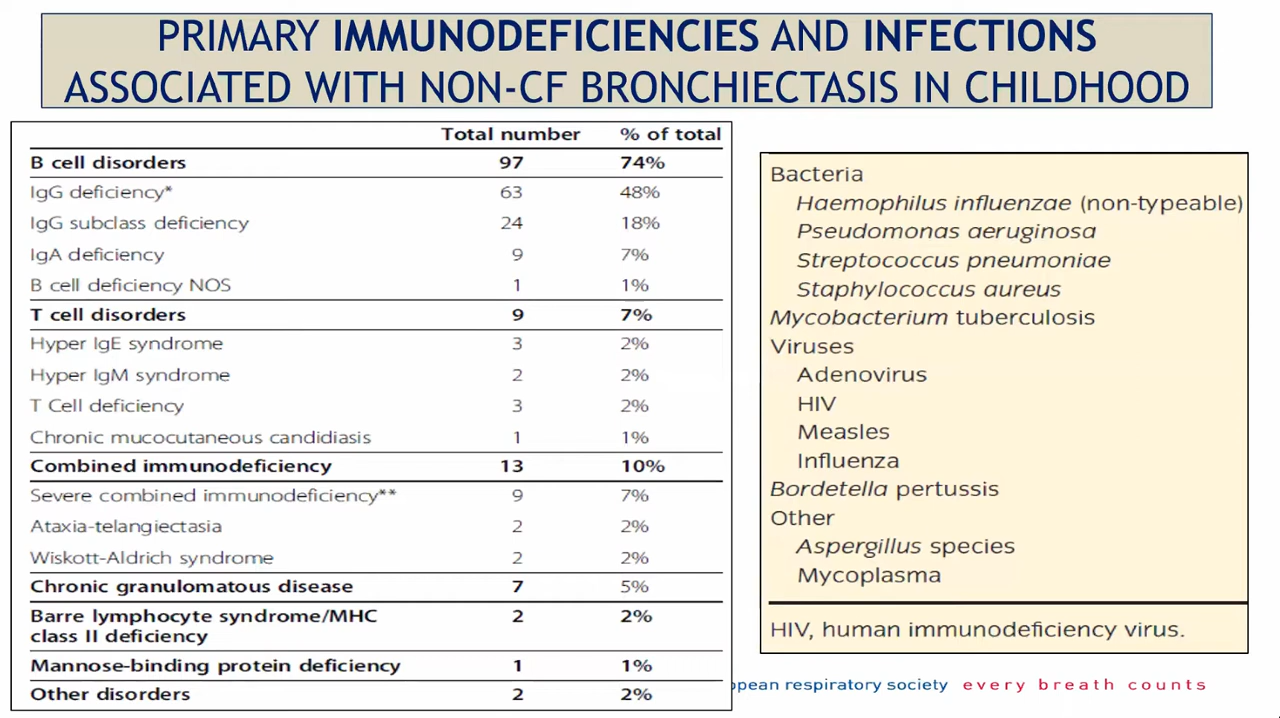 PRIMARY IMMUNODEFICIENCIES AND INFECTIONS
ASSOCIATED WITH NON-CF BRONCHIECTASIS IN CHILDHOOD
Total number % of total
B cell disorders 97 74%
IgG deficiency* 63 48%
IgG subclass deficiency 24 18%
IgA deficiency 9 7%
B cell deficiency NOS 1 1%
T cell disorders 9 7%
Hyper IgE syndrome 3 2%
Hyper IgM syndrome 2 2%
T Cell deficiency 3 2%
Chronic mucocutaneous candidiasis 1 1%
Combined immunodeficiency 13 10%
Severe combined immunodeficiency** 9 7%
Ataxia-telangiectasia 2 2%
Wiskott-Aldrich syndrome 2 2%
Chronic granulomatous disease 7 5%
Barre lymphocyte syndrome/MHC 2 2%
class II deficiency
Mannose-binding protein deficiency 1 1%
Other disorders 2 2%
Bacteria
Haemophilus influenzae (non-typeable)
Pseudomonas aeruginosa
Streptococcus pneumoniae
Staphylococcus aureus
Mycobacterium tuberculosis
Viruses
Adenovirus
HIV
Measles
Influenza
Bordetella pertussis
Other
Aspergillus species
Mycoplasma
HIV, human immunodeficiency virus.
respiratory society every breath counts